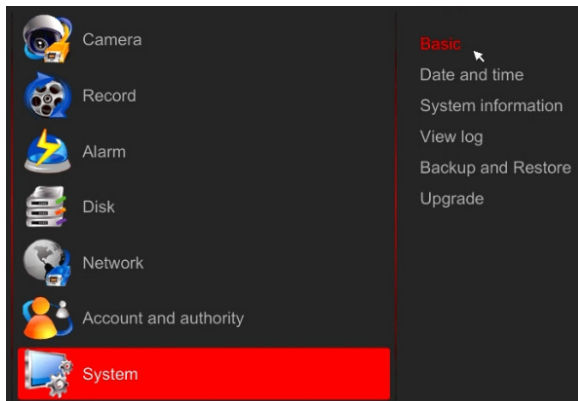 Camera
Record
Alarm
Disk
Network
Account and authority
System
Basic
Date and time
System information
View log
Backup and Restore
Upgrade